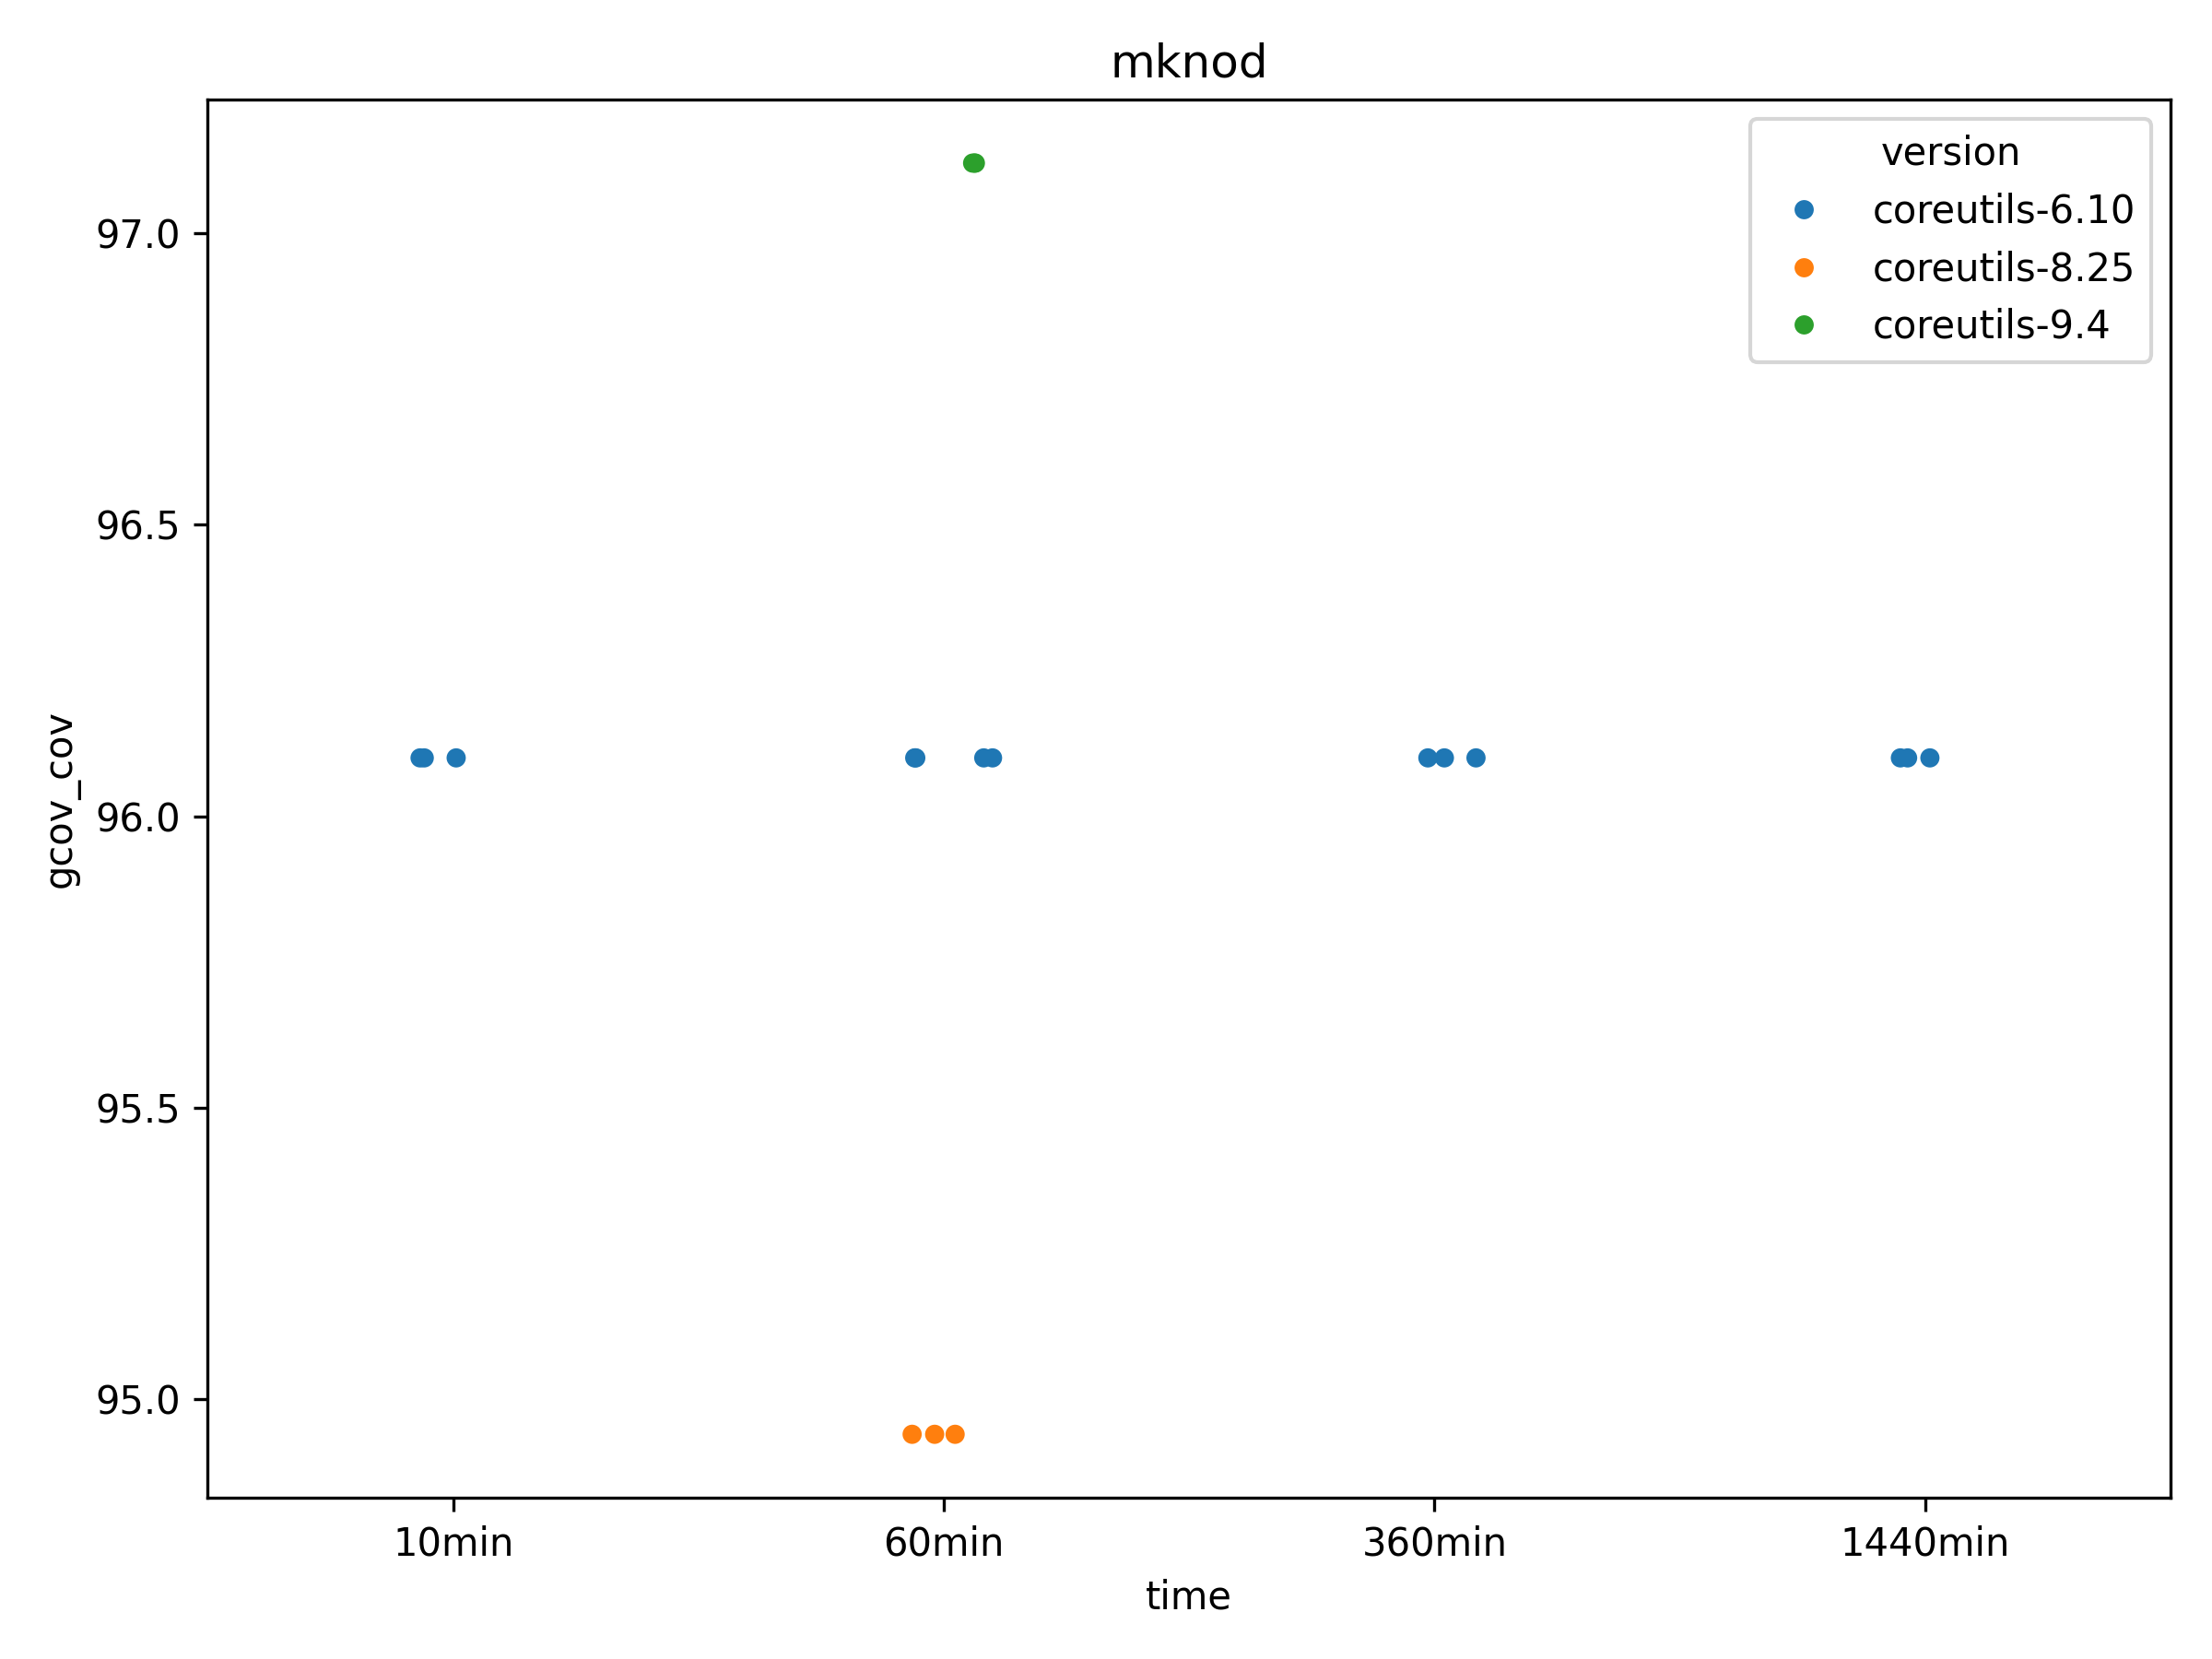 mknod
version
coreutils-6.10
coreutils-8.25
coreutils-9.4
97.0
96.5
96.0
95.5
95.0
gcov_cov
10min
60min
360min
1440min
time